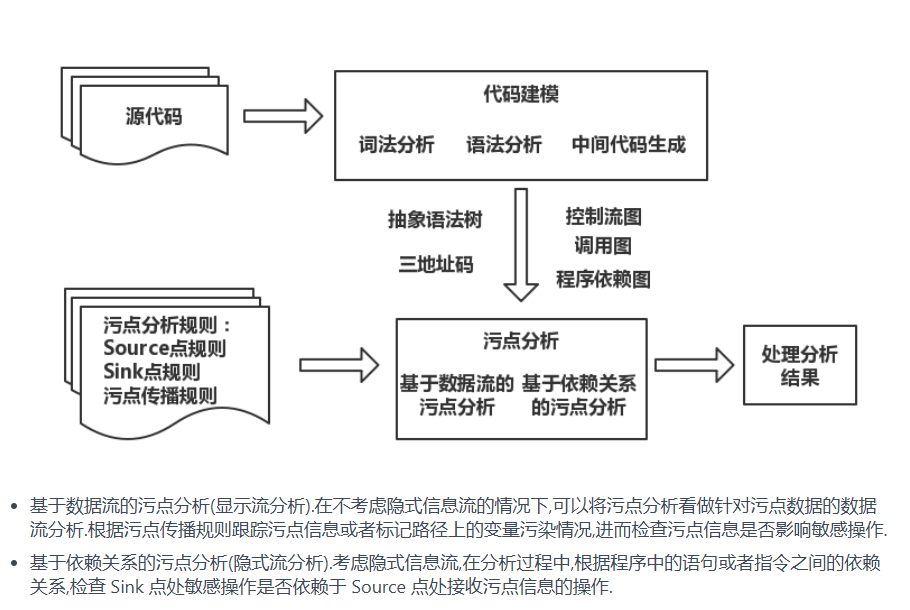 源代码
代码建模
词法分析 语法分析 中间代码生成
抽象语法树
三地址码
控制流图
调用图
程序依赖图
污点分析规则：
Source点规则
Sink点规则
污点传播规则
污点分析
基于数据流的
污点分析
基于依赖关系
的污点分析
处理分析
结果
• 基于数据流的污点分析(显示流分析).在不考虑隐式信息流的情况下,可以将污点分析看做针对污点数据的数据
流分析.根据污点传播规则跟踪污点信息或者标记路径上的变量污染情况,进而检查污点信息是否影响敏感操作.
• 基于依赖关系的污点分析(隐式流分析).考虑隐式信息流,在分析过程中,根据程序中的语句或者指令之间的依赖
关系,检查 Sink 点处敏感操作是否依赖于 Source 点处接收污点信息的操作.